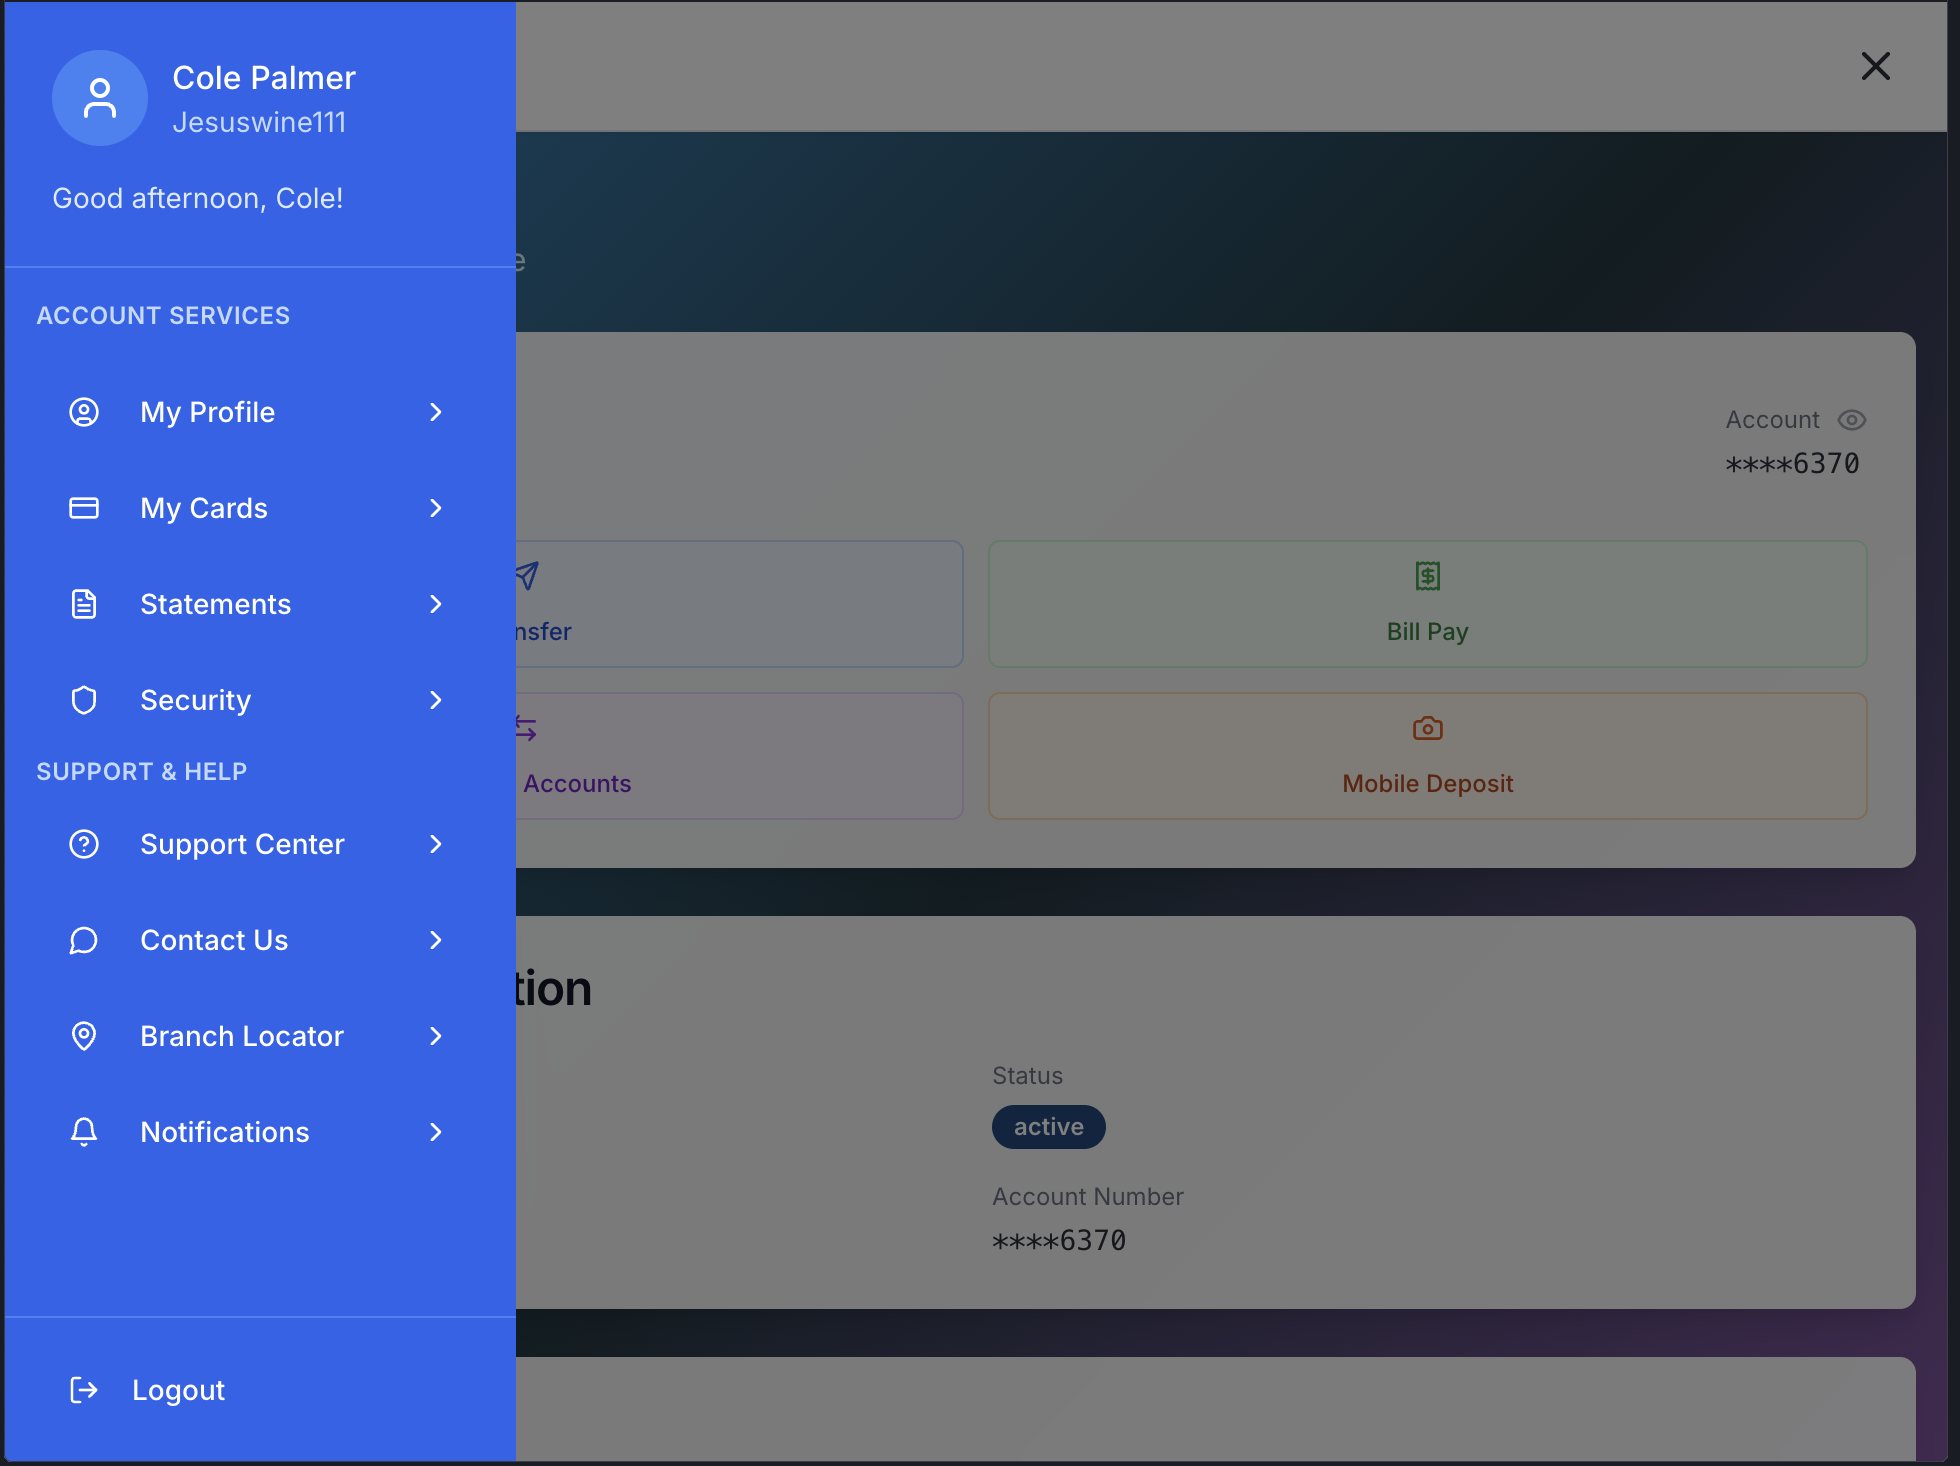 Cole Palmer
Jesuswine111
Good afternoon, Cole!
ACCOUNT SERVICES
My Profile
My Cards
Statements
Security
SUPPORT & HELP
Support Center
Contact Us
Branch Locator
Notifications
Logout
Account
****6370
nsfer
Bill Pay
Accounts
Mobile Deposit
tion
Status
active
Account Number
****6370